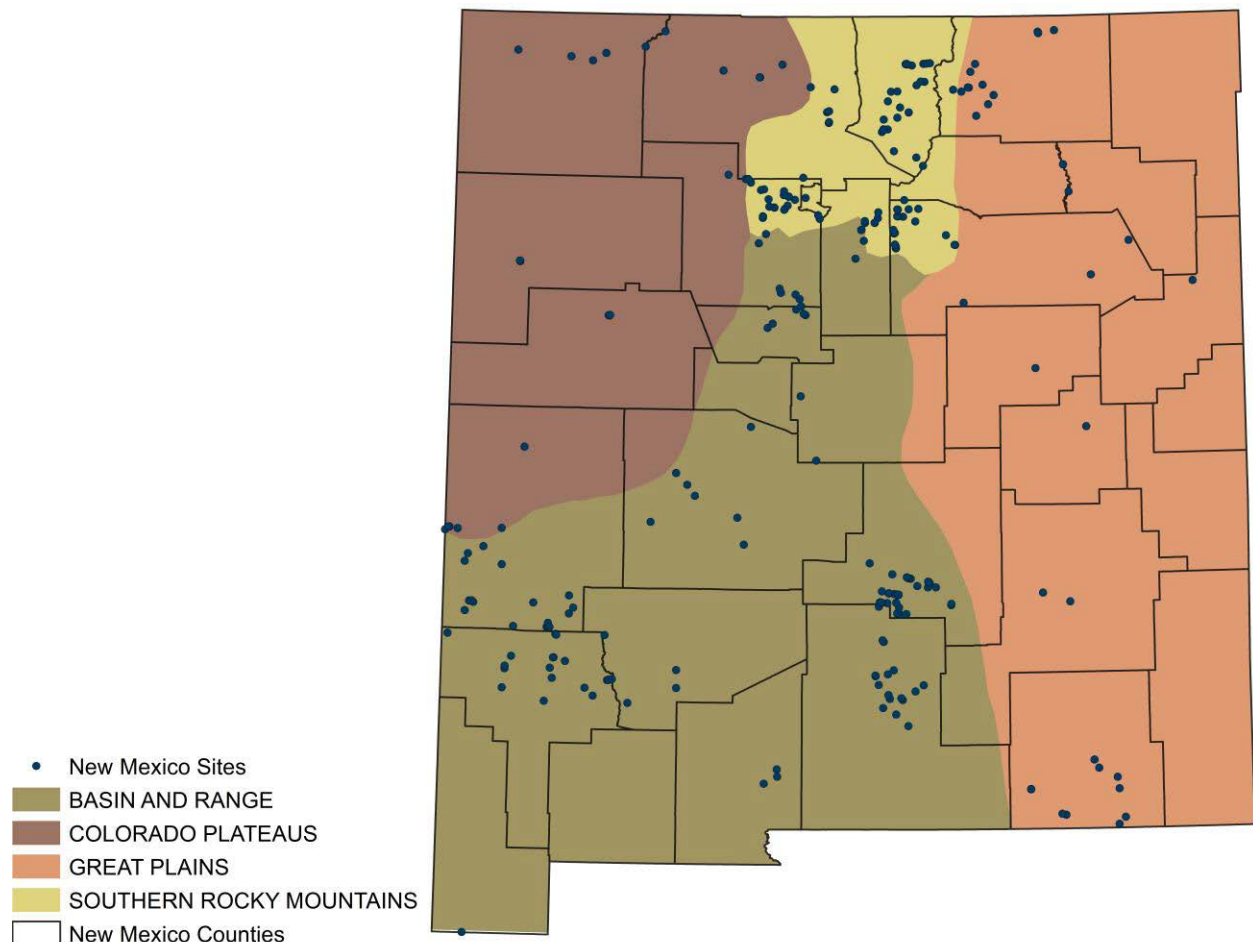 New Mexico Sites
BASIN AND RANGE
COLORADO PLATEAUS
GREAT PLAINS
SOUTHERN ROCKY MOUNTAINS
New Mexico Counties